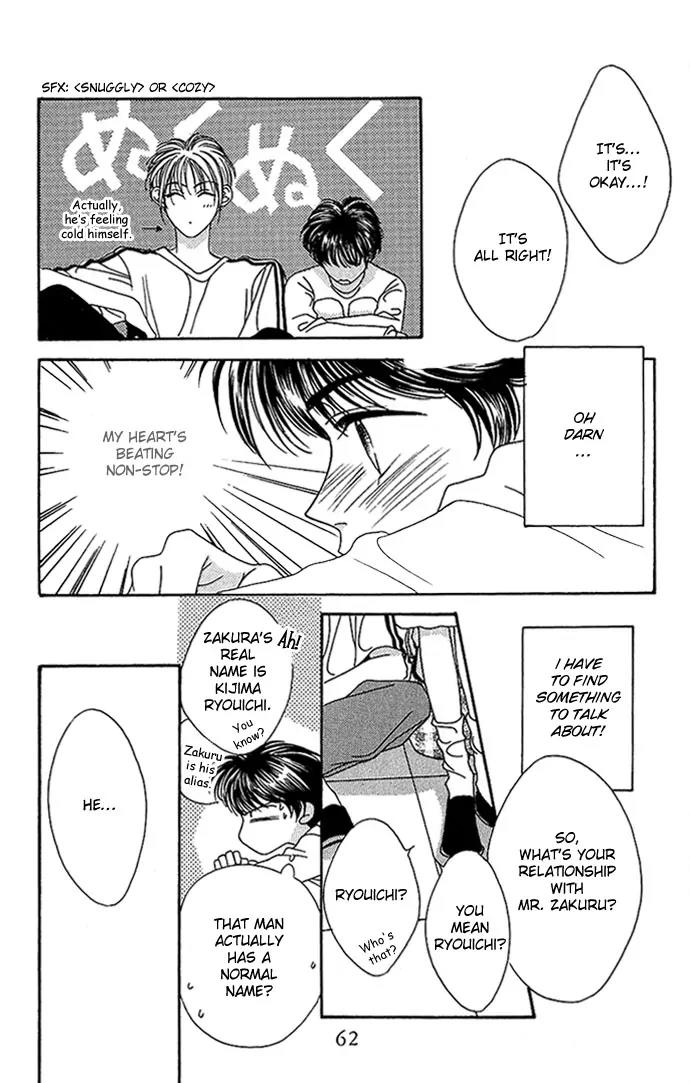 SFX: <SNUGGLY> OR <COZY>
IT'S...
IT'S
OKAY...!
IT'S
ALL RIGHT!
ぬくぬく
Actually,
he's feeling
cold himself.
OH
DARN
...
MY HEART'S
BEATING
NON-STOP!
I HAVE
TO FIND
SOMETHING
TO TALK
ABOUT!
SO,
WHAT'S YOUR
RELATIONSHIP
WITH
MR. ZAKURU?
YOU
MEAN
RYOUICHI?
RYOUICHI?
Who's
that?
Ah!
ZAKURA'S
REAL
NAME IS
KIJIMA
RYOUICHI.
You
know?
Zakuru
is his
alias.
THAT MAN
ACTUALLY
HAS A
NORMAL
NAME?
HE...
62